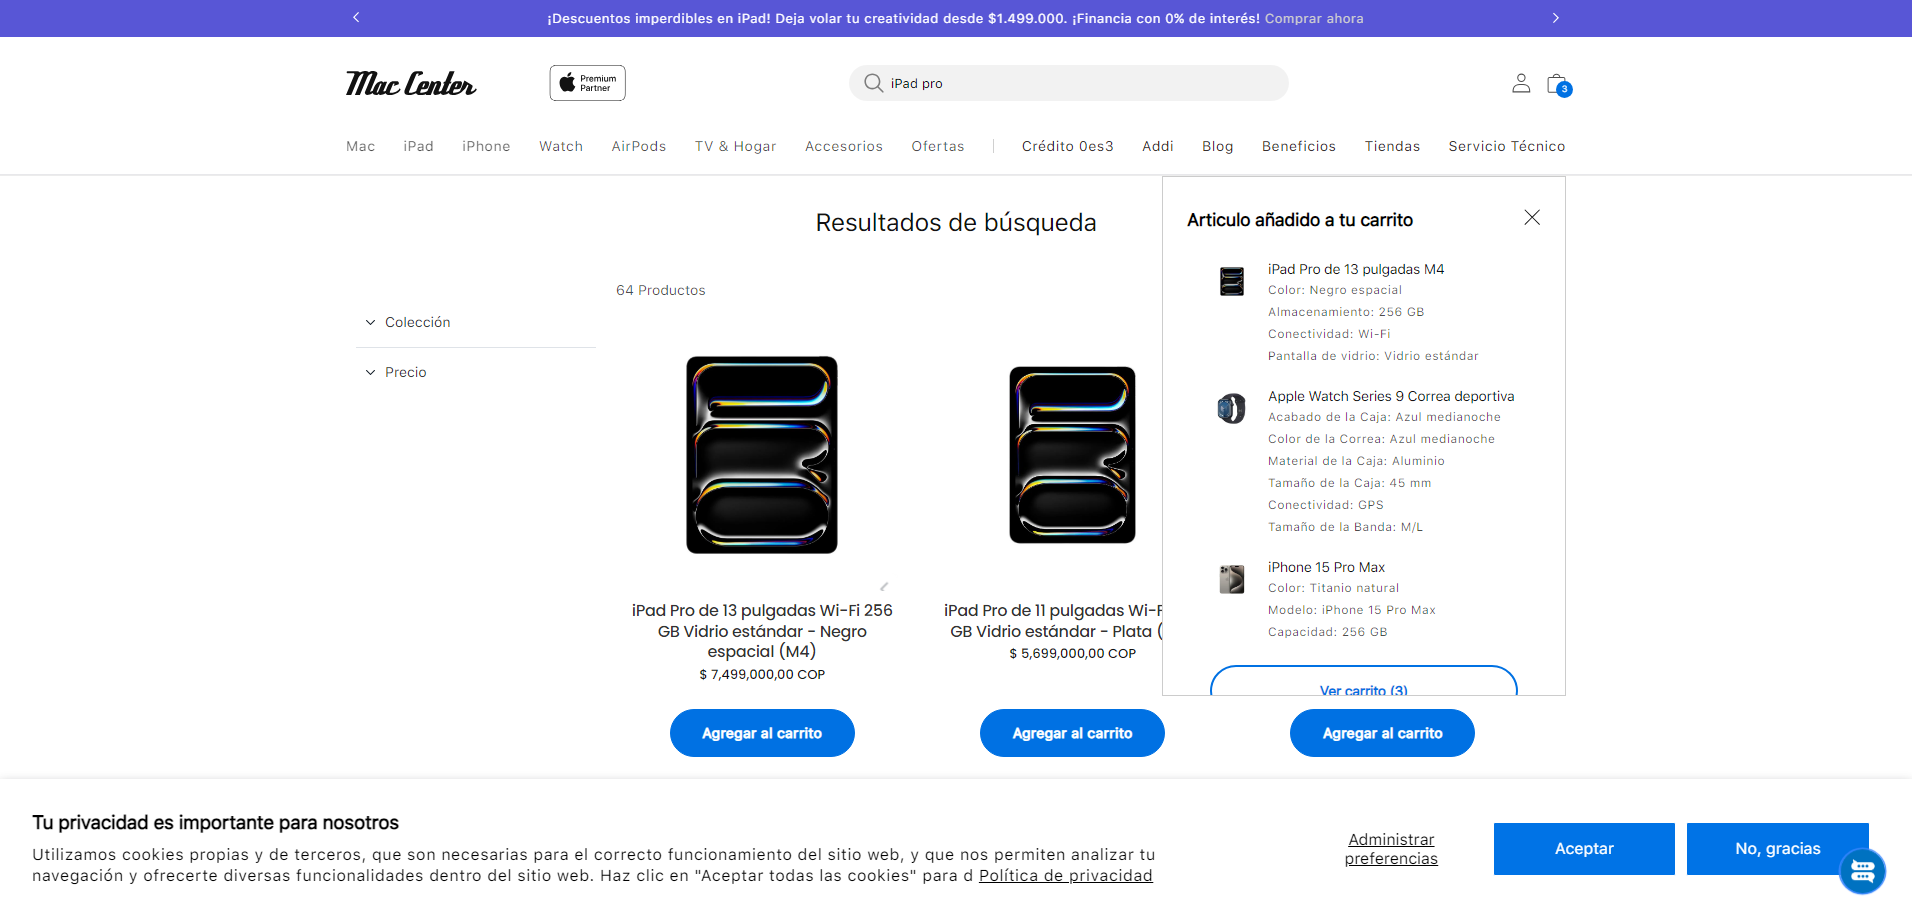 ¡Descuentos imperdibles en iPad! Deja volar tu creatividad desde $1.499.000. ¡Financia con 0% de interés! Comprar ahora
Mac Center
Premium
Partner
iPad pro
3
Mac iPad iPhone Watch AirPods TV & Hogar Accesorios Ofertas Crédito 0es3 Addi Blog Beneficios Tiendas Servicio Técnico
Resultados de búsqueda
64 Productos
Colección
Precio
iPad Pro de 13 pulgadas Wi-Fi 256
GB Vidrio estándar - Negro
espacial (M4)
$ 7,499,000,00 COP
Agregar al carrito
iPad Pro de 11 pulgadas Wi-F
GB Vidrio estándar - Plata (
$ 5,699,000,00 COP
Agregar al carrito
Agregar al carrito
Articulo añadido a tu carrito
iPad Pro de 13 pulgadas M4
Color: Negro espacial
Almacenamiento: 256 GB
Conectividad: Wi-Fi
Pantalla de vidrio: Vidrio estándar
Apple Watch Series 9 Correa deportiva
Acabado de la Caja: Azul medianoche
Color de la Correa: Azul medianoche
Material de la Caja: Aluminio
Tamaño de la Caja: 45 mm
Conectividad: GPS
Tamaño de la Banda: M/L
iPhone 15 Pro Max
Color: Titanio natural
Modelo: iPhone 15 Pro Max
Capacidad: 256 GB
Ver carrito (3)
Tu privacidad es importante para nosotros
Utilizamos cookies propias y de terceros, que son necesarias para el correcto funcionamiento del sitio web, y que nos permiten analizar tu
navegación y ofrecerte diversas funcionalidades dentro del sitio web. Haz clic en "Aceptar todas las cookies" para d Política de privacidad
Administrar
preferencias
Aceptar
No, gracias